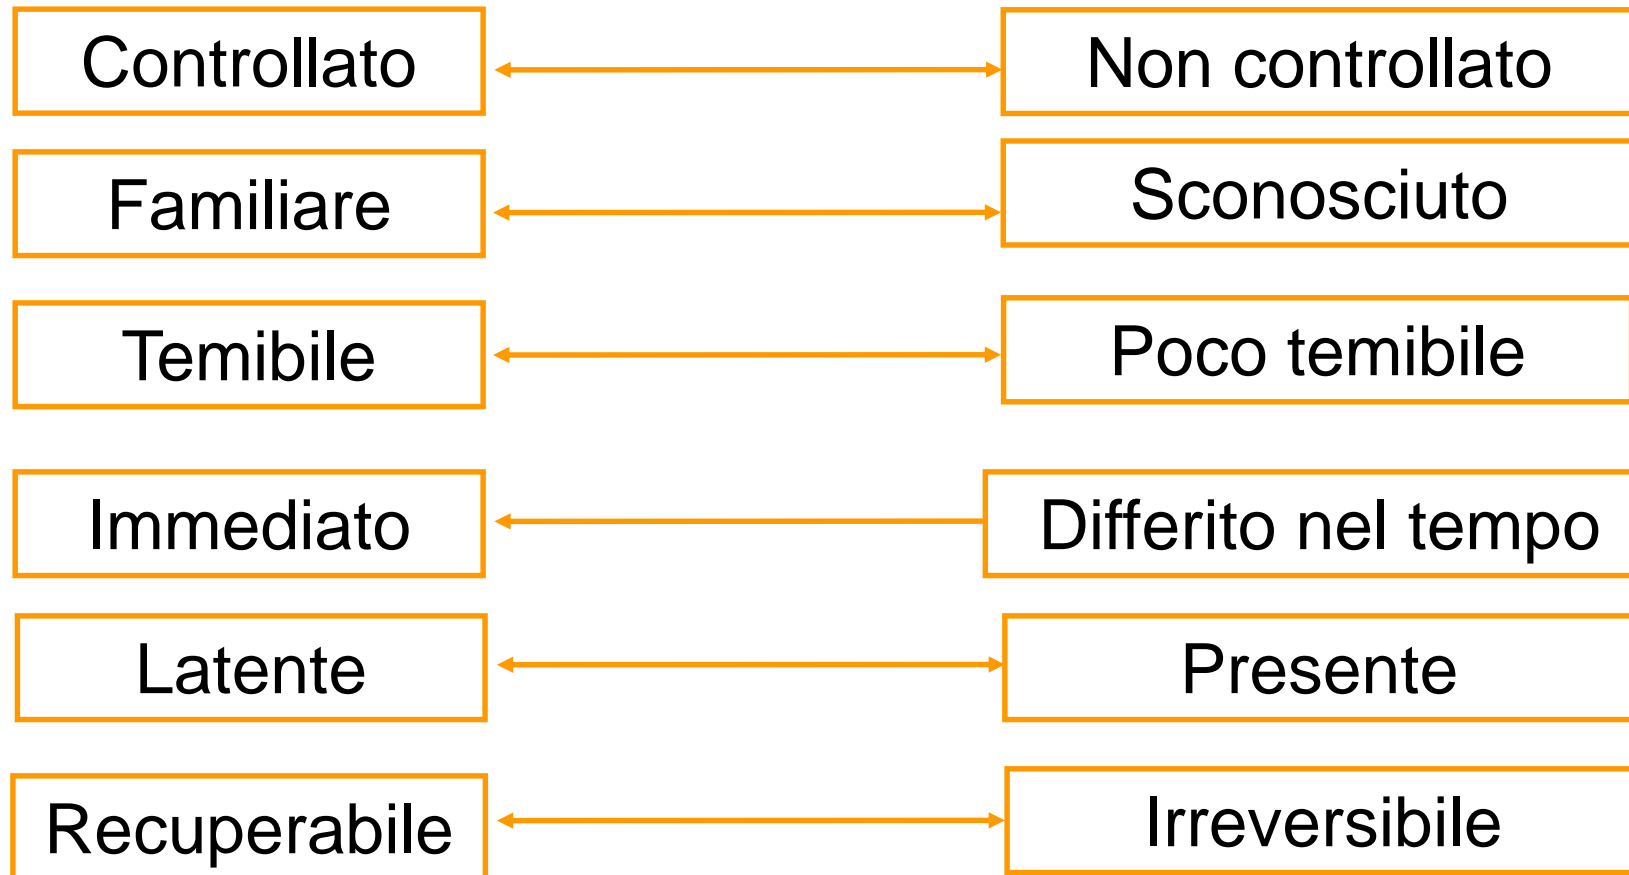 Controllato
Non controllato
Familiare
Sconosciuto
Temibile
Poco temibile
Immediato
Differito nel tempo
Latente
Presente
Recuperabile
Irreversibile